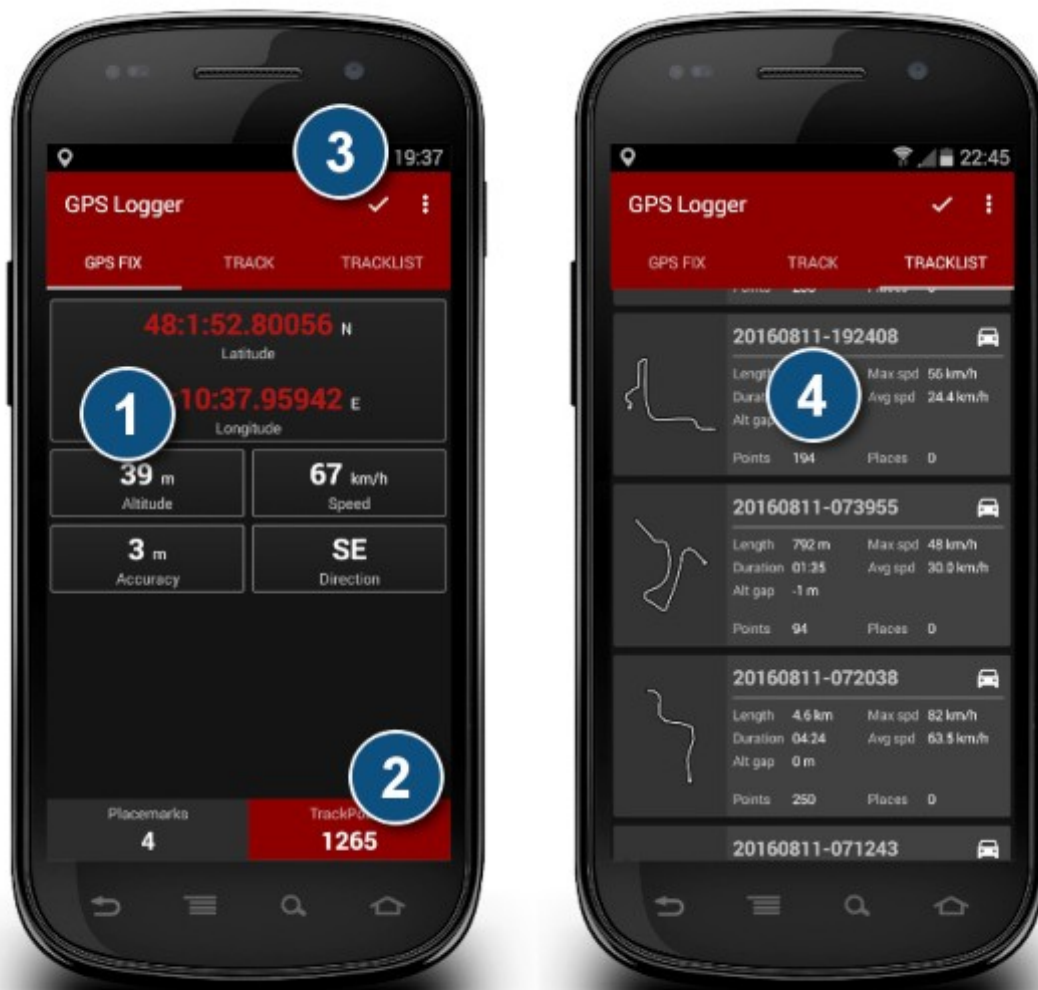 3
19:37
GPS Logger
GPS FIX TRACK TRACKLIST
48:1:52.80056 N
Latitude
1
:10:37.95942 E
Longitude
39 m
Altitude
67 km/h
Speed
3 m
Accuracy
SE
Direction
2
Placemarks
4
1265
22:45
GPS Logger
GPS FIX TRACK TRACKLIST
20160811-192408
4
Length Max spd 56 km/h
Avg spd 24.4 km/h
Alt gap
Points 194 Places 0
20160811-073955
Length 792 m Max spd 48 km/h
Duration 01:35 Avg spd 30.0 km/h
Alt gap -1 m
Points 94 Places 0
20160811-072038
Length 4.6 km Max spd 82 km/h
Duration 04:24 Avg spd 63.5 km/h
Alt gap 0 m
Points 250 Places 0
20160811-071243